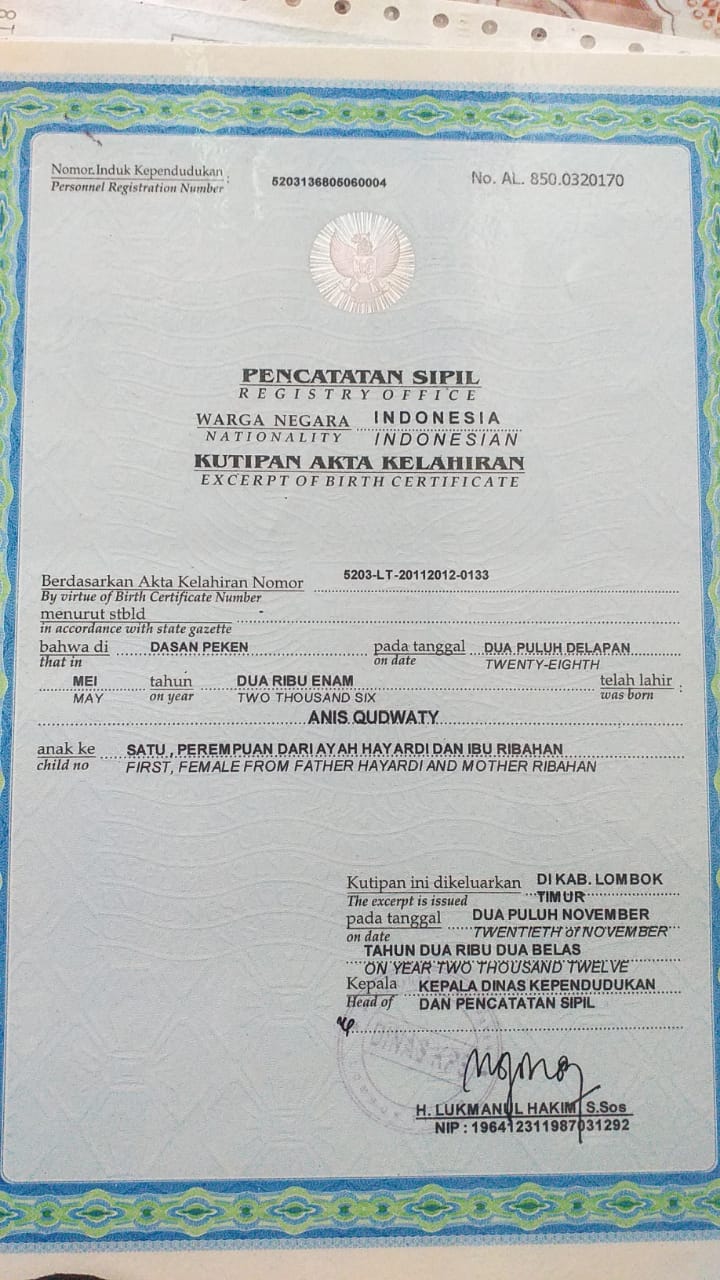 Nomor Induk Kependudukan : 5203136805060004 No. AL. 850.0320170
Personnel Registration Number
PENCATATAN SIPIL
REGISTRY OFFICE
WARGA NEGARA INDONESIA
NATIONALITY INDONESIAN
KUTIPAN AKTA KELAHIRAN
EXCERPT OF BIRTH CERTIFICATE
Berdasarkan Akta Kelahiran Nomor 5203-LT-20112012-0133
By virtue of Birth Certificate Number
menurut stbld -
in accordance with state gazette
bahwa di DASAN PEKEN pada tanggal DUA PULUH DELAPAN
that in on date TWENTY-EIGHTH
MEI tahun DUA RIBU ENAM telah lahir :
MAY on year TWO THOUSAND SIX was born
ANIS QUDWATY
anak ke SATU , PEREMPUAN DARI AYAH HAYARDI DAN IBU RIBAHAN
child no FIRST, FEMALE FROM FATHER HAYARDI AND MOTHER RIBAHAN
Kutipan ini dikeluarkan DI KAB. LOMBOK
The excerpt is issued TIMUR
pada tanggal DUA PULUH NOVEMBER
on date TWENTIETH of NOVEMBER
TAHUN DUA RIBU DUA BELAS
ON YEAR TWO THOUSAND TWELVE
Kepala KEPALA DINAS KEPENDUDUKAN
Head of DAN PENCATATAN SIPIL
DINAS
H. LUKMANUL HAKIM, S.Sos
NIP : 196412311987031292